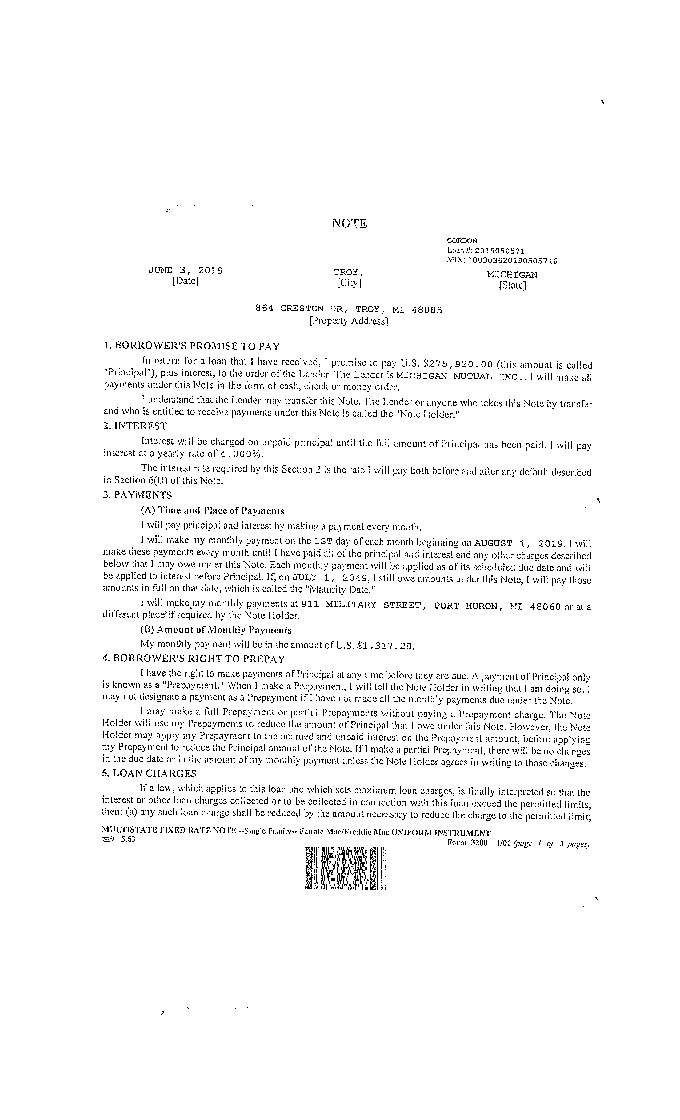 NOTE
GORDON
Loan #:
MIN:
JUNE 3, 2019
TROY,
MICHIGAN
[Date]
[City]
[State]
864 CRESTON DR, TROY, MI 48085
[Property Address]
1. BORROWER'S PROMISE TO PAY
In return for a loan that I have received, I promise to pay U.S. (this amount is called
"Principal"), plus interest, to the order of the Lender. The Lender is MICHIGAN MUTUAL, INC.. I will make all
payments under this Note in the form of cash, check or money order.
I understand that the Lender may transfer this Note. The Lender or anyone who takes this Note by transfer
and who is entitled to receive payments under this Note is called the "Note Holder."
2. INTEREST
Interest will be charged on unpaid principal until the full amount of Principal has been paid. I will pay
interest at a yearly rate of 4.000%.
The interest rate required by this Section 2 is the rate I will pay both before and after any default described
in Section 6(B) of this Note.
3. PAYMENTS
(A) Time and Place of Payments
I will pay principal and interest by making a payment every month.
I will make my monthly payment on the 1ST day of each month beginning on AUGUST 1, 2019. I will
make these payments every month until I have paid all of the principal and interest and any other charges described
below that I may owe under this Note. Each monthly payment will be applied as of its scheduled due date and will
be applied to interest before Principal. If, on JULY 1, 2049, I still owe amounts under this Note, I will pay those
amounts in full on that date, which is called the "Maturity Date."
I will make my monthly payments at 911 MILITARY STREET, PORT HURON, MI 48060 or at a
different place if required by the Note Holder.
(B) Amount of Monthly Payments
My monthly payment will be in the amount of U.S.
4. BORROWER'S RIGHT TO PREPAY
I have the right to make payments of Principal at any time before they are due. A payment of Principal only
is known as a "Prepayment." When I make a Prepayment, I will tell the Note Holder in writing that I am doing so. I
may not designate a payment as a Prepayment if I have not made all the monthly payments due under the Note.
I may make a full Prepayment or partial Prepayments without paying a Prepayment charge. The Note
Holder will use my Prepayments to reduce the amount of Principal that I owe under this Note. However, the Note
Holder may apply any Prepayment to the accrued and unpaid interest on the Prepayment amount, before applying
my Prepayment to reduce the Principal amount of the Note. If I make a partial Prepayment, there will be no changes
in the due date or in the amount of my monthly payment unless the Note Holder agrees in writing to those changes.
5. LOAN CHARGES
If a law, which applies to this loan and which sets maximum loan charges, is finally interpreted so that the
interest or other loan charges collected or to be collected in connection with this loan exceed the permitted limits,
then: (a) any such loan charge shall be reduced by the amount necessary to reduce the charge to the permitted limit;
MULTISTATE FIXED RATE NOTE--Single Family--Fannie Mae/Freddie Mac UNIFORM INSTRUMENT
Form 3200 1/01 (page 1 of 3 pages)